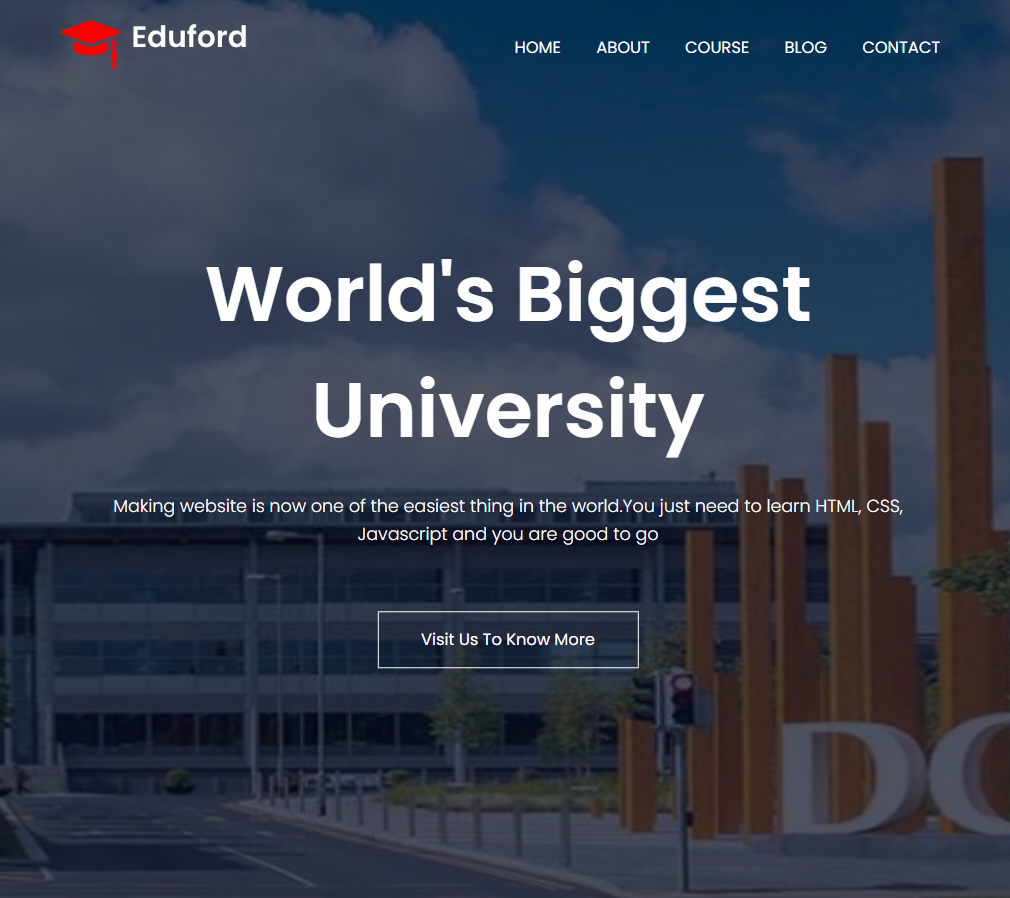 Eduford
HOME ABOUT COURSE BLOG CONTACT
World's Biggest
University
Making website is now one of the easiest thing in the world.You just need to learn HTML, CSS,
Javascript and you are good to go
Visit Us To Know More
DC